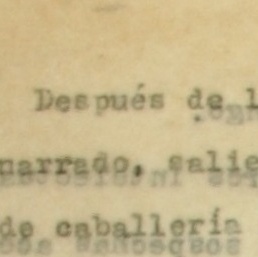 Después de l
narrado, salie
de caballería